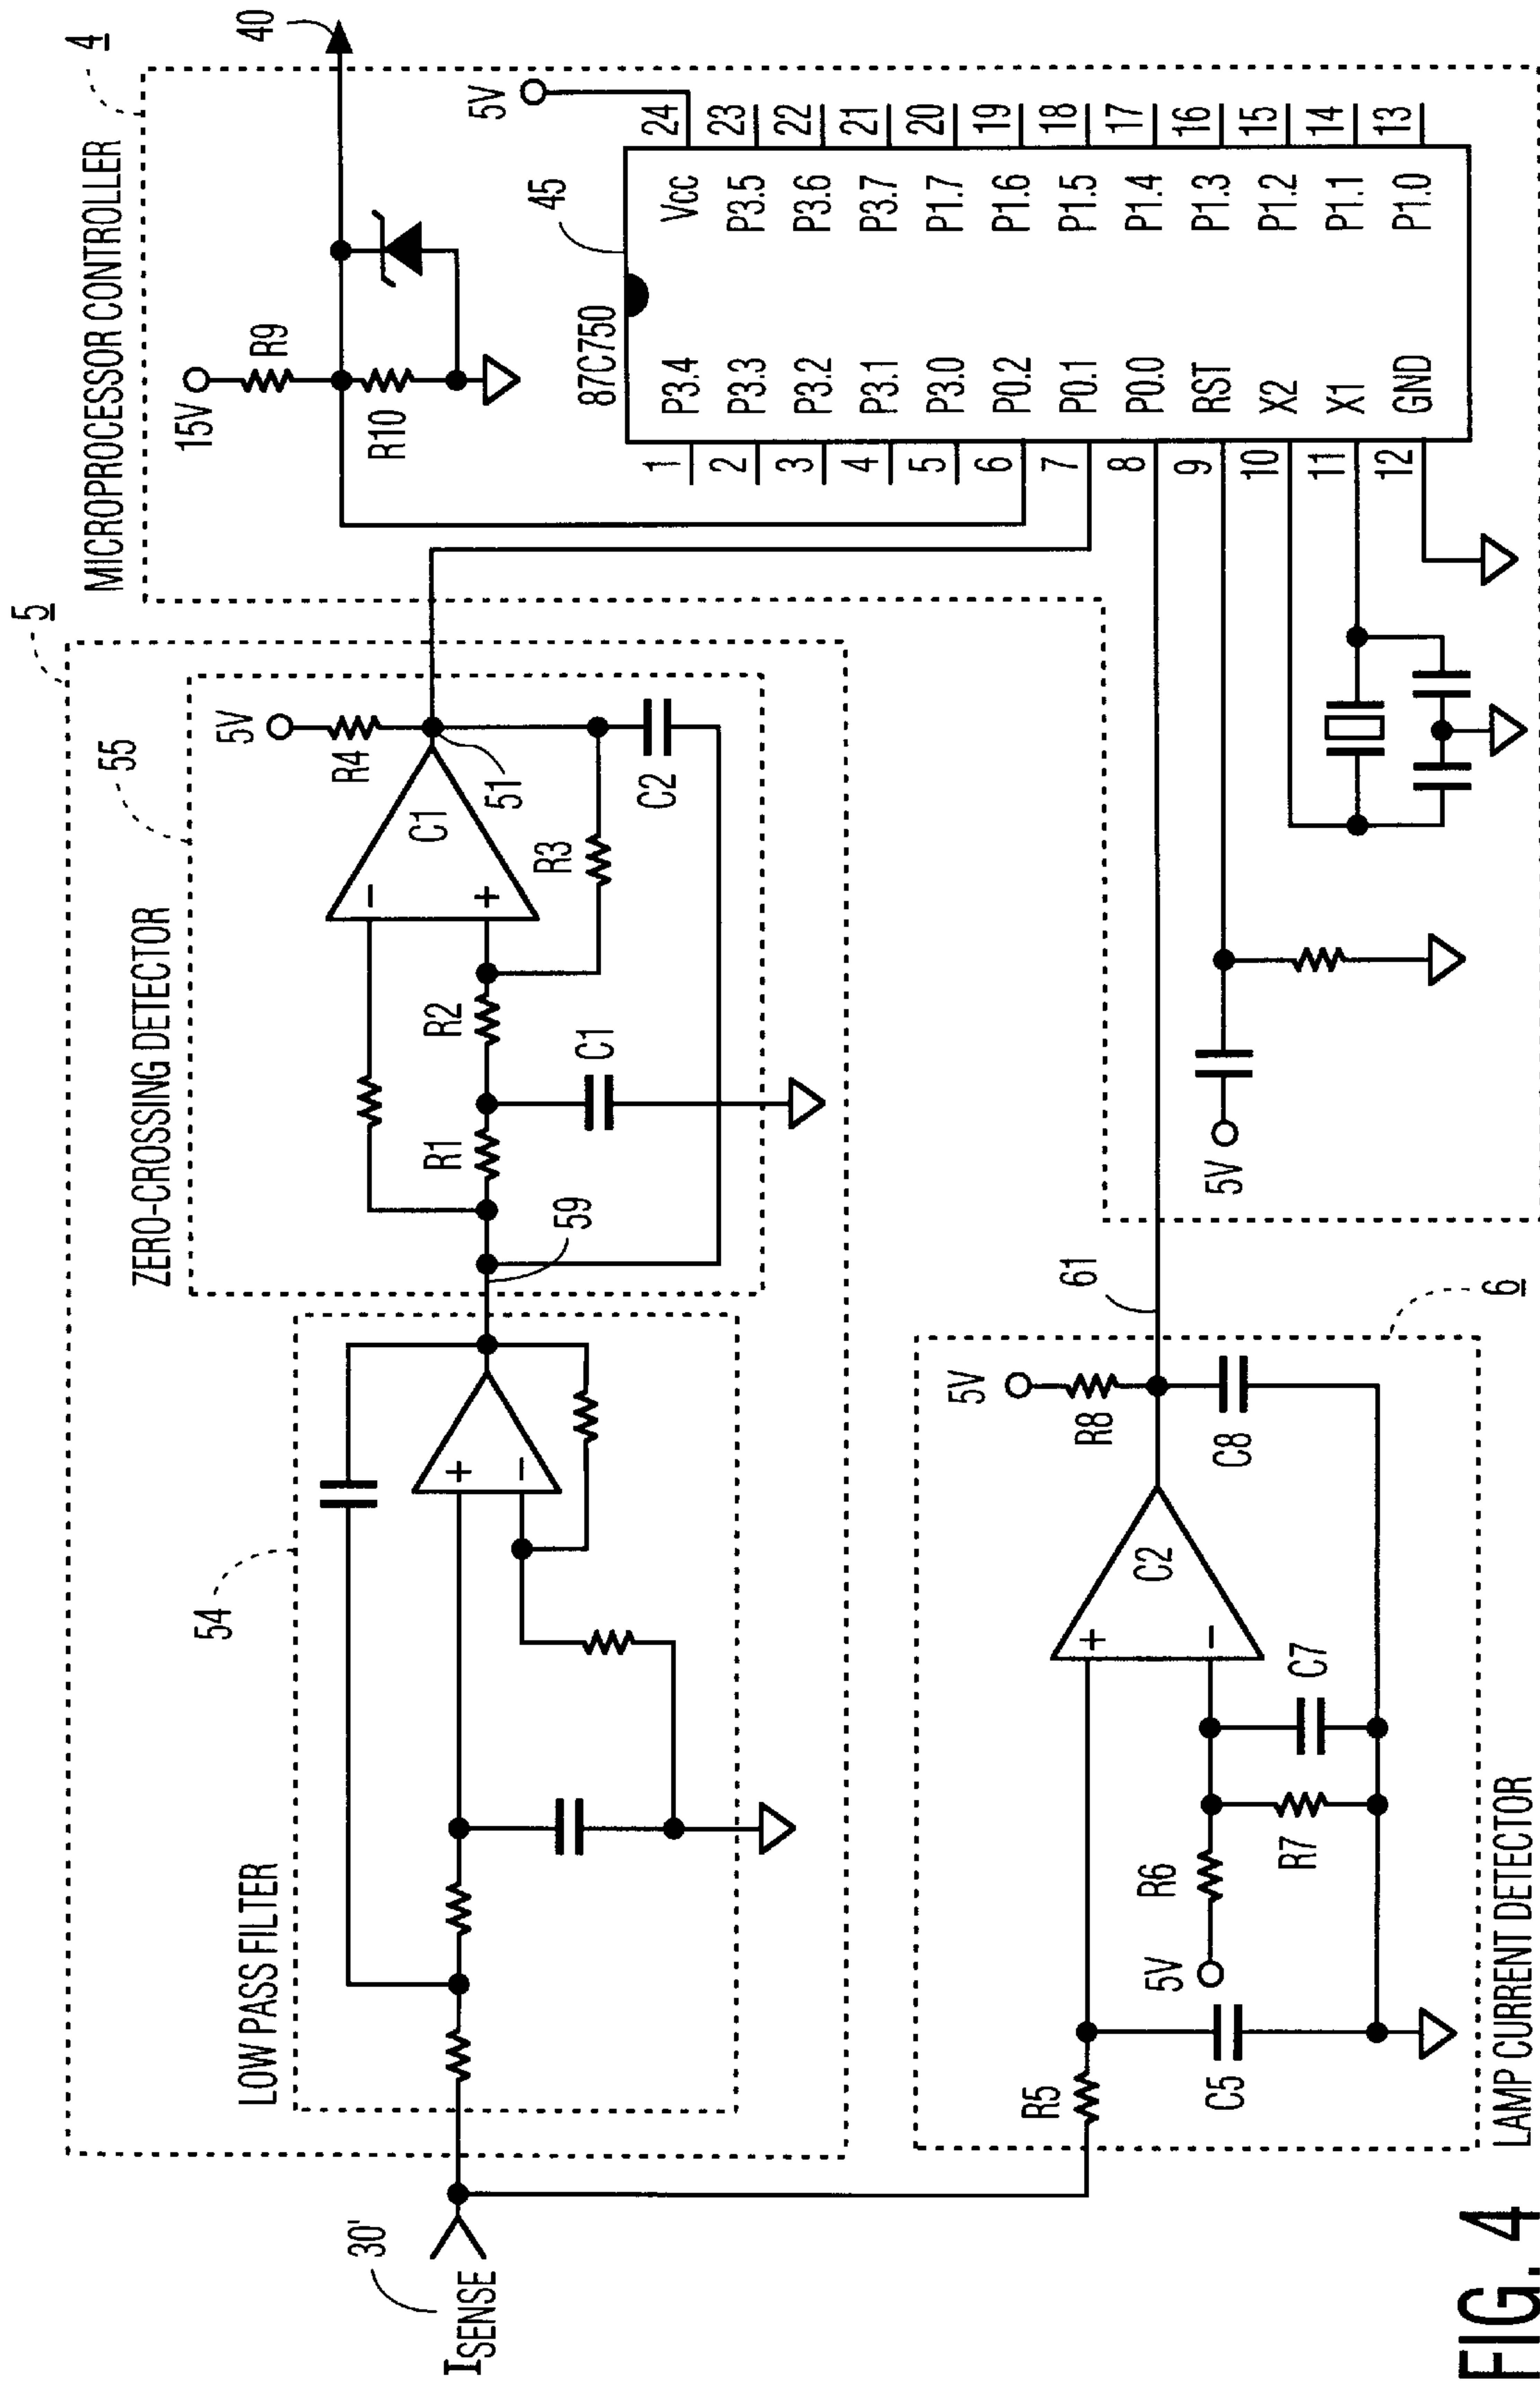 4
MICROPROCESSOR CONTROLLER
40
15V
R9
R10
5V
45
87C750
1 P3.4
2 P3.3
3 P3.2
4 P3.1
5 P3.0
6 P0.2
7 P0.1
8 P0.0
9 RST
10 X2
11 X1
12 GND
Vcc 24
P3.5 23
P3.6 22
P3.7 21
P1.7 20
P1.6 19
P1.5 18
P1.4 17
P1.3 16
P1.2 15
P1.1 14
P1.0 13
5V
5
55
ZERO-CROSSING DETECTOR
5V
R4
51
C1
-
+
R3
C2
R2
C1
R1
59
54
LOW PASS FILTER
+
-
30'
ISENSE
61
6
5V
R8
C8
C2
+
-
C7
R7
R6
5V
C5
R5
LAMP CURRENT DETECTOR
FIG. 4